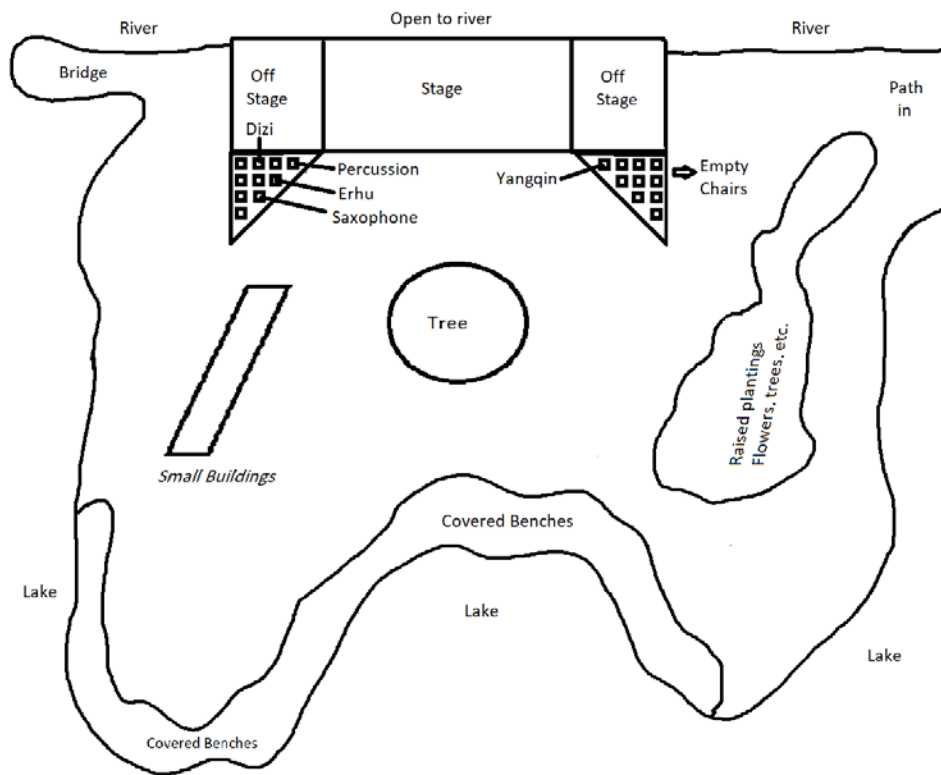 Open to river
River
River
Bridge
Off
Stage
Stage
Off
Stage
Path
in
Dizi
Percussion
Erhu
Saxophone
Yangqin
Empty
Chairs
Tree
Raised plantings
Flowers, trees, etc.
Small Buildings
Covered Benches
Lake
Lake
Lake
Covered Benches